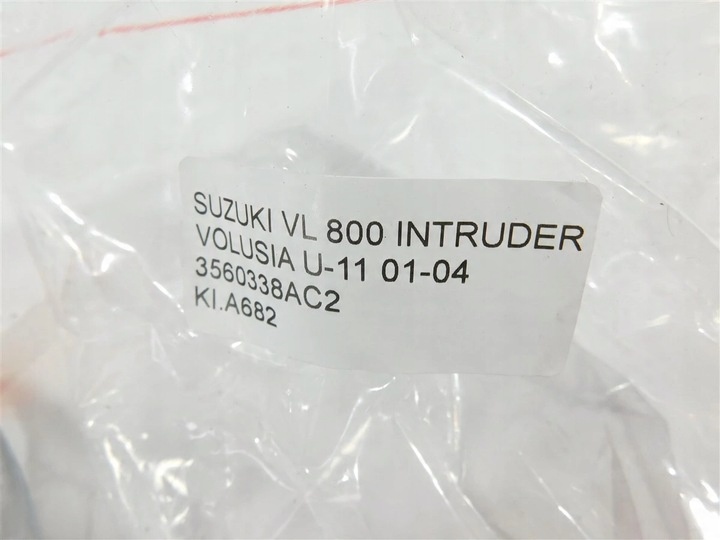 SUZUKI VL 800 INTRUDER
VOLUSIA U-11 01-04
3560338AC2
KI.A682